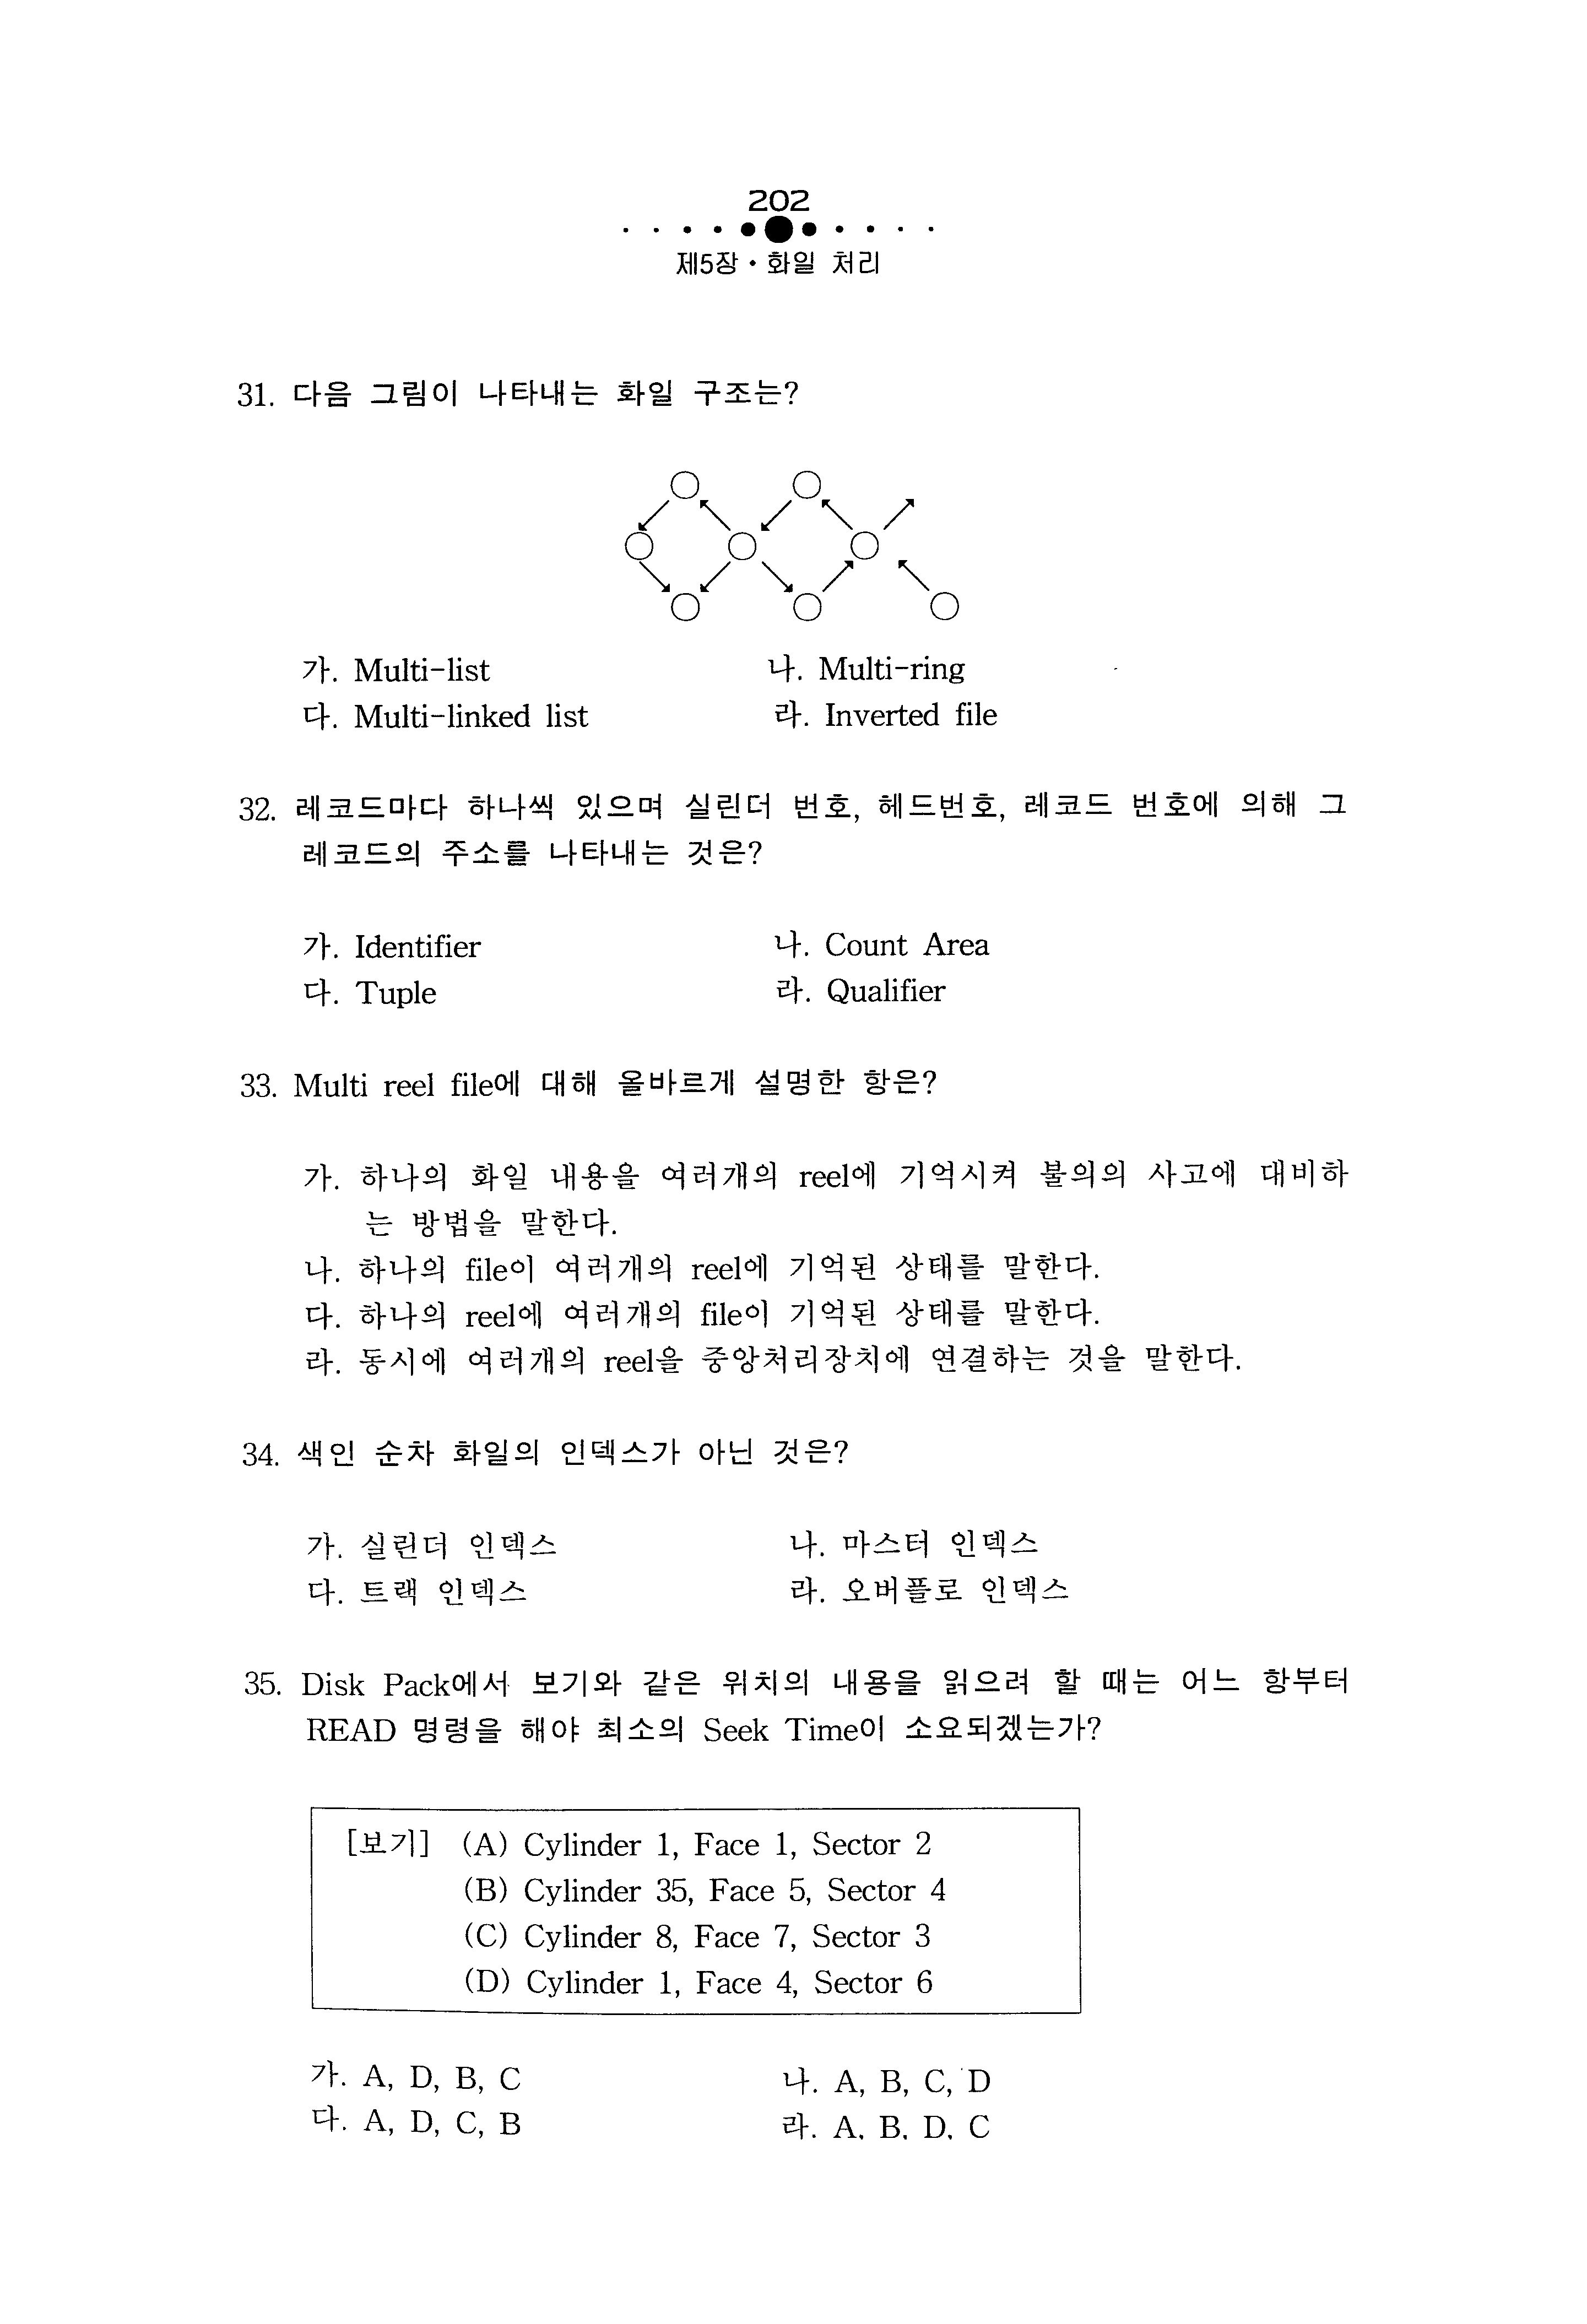 202
제5장・화일 처리
31. 다음 그림이 나타내는 화일 구조는?
가. Multi-list 나. Multi-ring
다. Multi-linked list 라. Inverted file
32. 레코드마다 하나씩 있으며 실린더 번호, 헤드번호, 레코드 번호에 의해 그
레코드의 주소를 나타내는 것은?
가. Identifier 나. Count Area
다. Tuple 라. Qualifier
33. Multi reel file에 대해 올바르게 설명한 항은?
가. 하나의 화일 내용을 여러개의 reel에 기억시켜 불의의 사고에 대비하
는 방법을 말한다.
나. 하나의 file이 여러개의 reel에 기억된 상태를 말한다.
다. 하나의 reel에 여러개의 file이 기억된 상태를 말한다.
라. 동시에 여러개의 reel을 중앙처리장치에 연결하는 것을 말한다.
34. 색인 순차 화일의 인덱스가 아닌 것은?
가. 실린더 인덱스 나. 마스터 인덱스
다. 트랙 인덱스 라. 오버플로 인덱스
35. Disk Pack에서 보기와 같은 위치의 내용을 읽으려 할 때는 어느 항부터
READ 명령을 해야 최소의 Seek Time이 소요되겠는가?
[보기] (A) Cylinder 1, Face 1, Sector 2
(B) Cylinder 35, Face 5, Sector 4
(C) Cylinder 8, Face 7, Sector 3
(D) Cylinder 1, Face 4, Sector 6
가. A, D, B, C 나. A, B, C, D
다. A, D, C, B 라. A, B, D, C